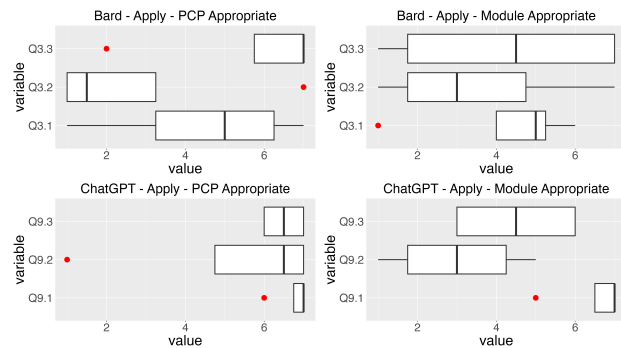 Bard - Apply - PCP Appropriate
Q3.3
Q3.2
Q3.1
variable
2 4 6
value
Bard - Apply - Module Appropriate
Q3.3
Q3.2
Q3.1
variable
2 4 6
value
ChatGPT - Apply - PCP Appropriate
Q9.3
Q9.2
Q9.1
variable
2 4 6
value
ChatGPT - Apply - Module Appropriate
Q9.3
Q9.2
Q9.1
variable
2 4 6
value